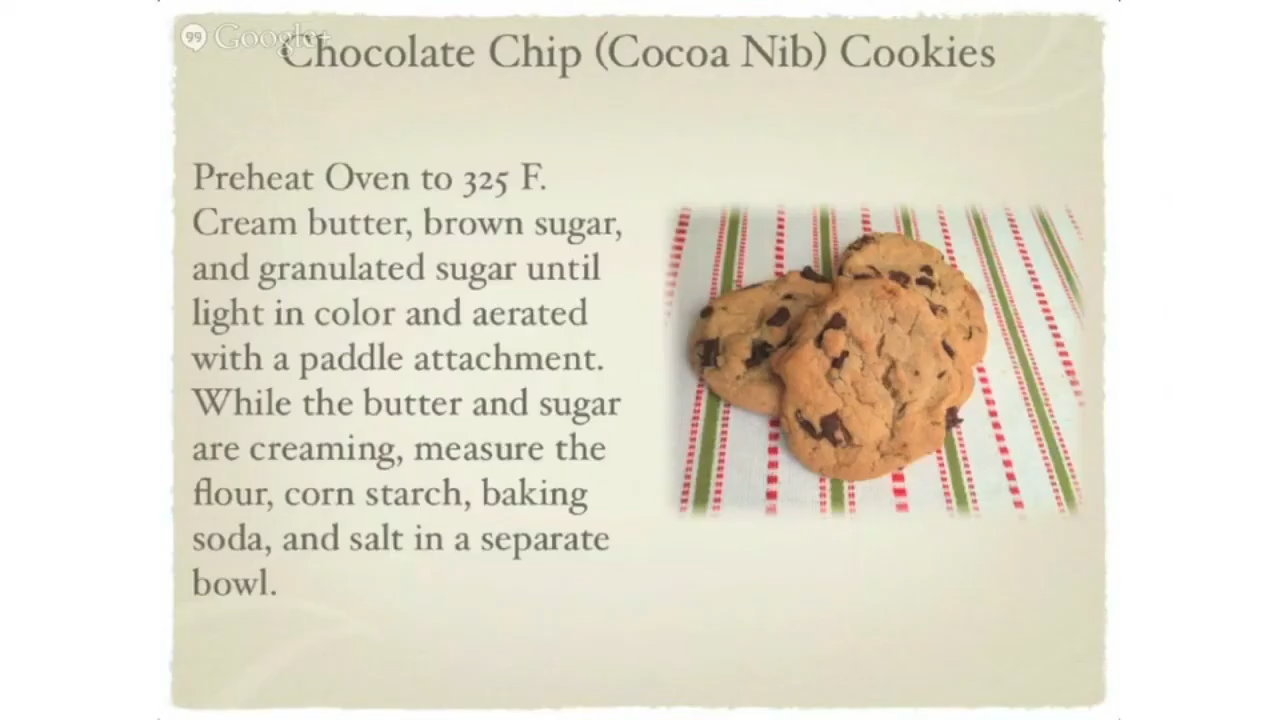 99 Google+
Chocolate Chip (Cocoa Nib) Cookies
Preheat Oven to 325 F.
Cream butter, brown sugar,
and granulated sugar until
light in color and aerated
with a paddle attachment.
While the butter and sugar
are creaming, measure the
flour, corn starch, baking
soda, and salt in a separate
bowl.